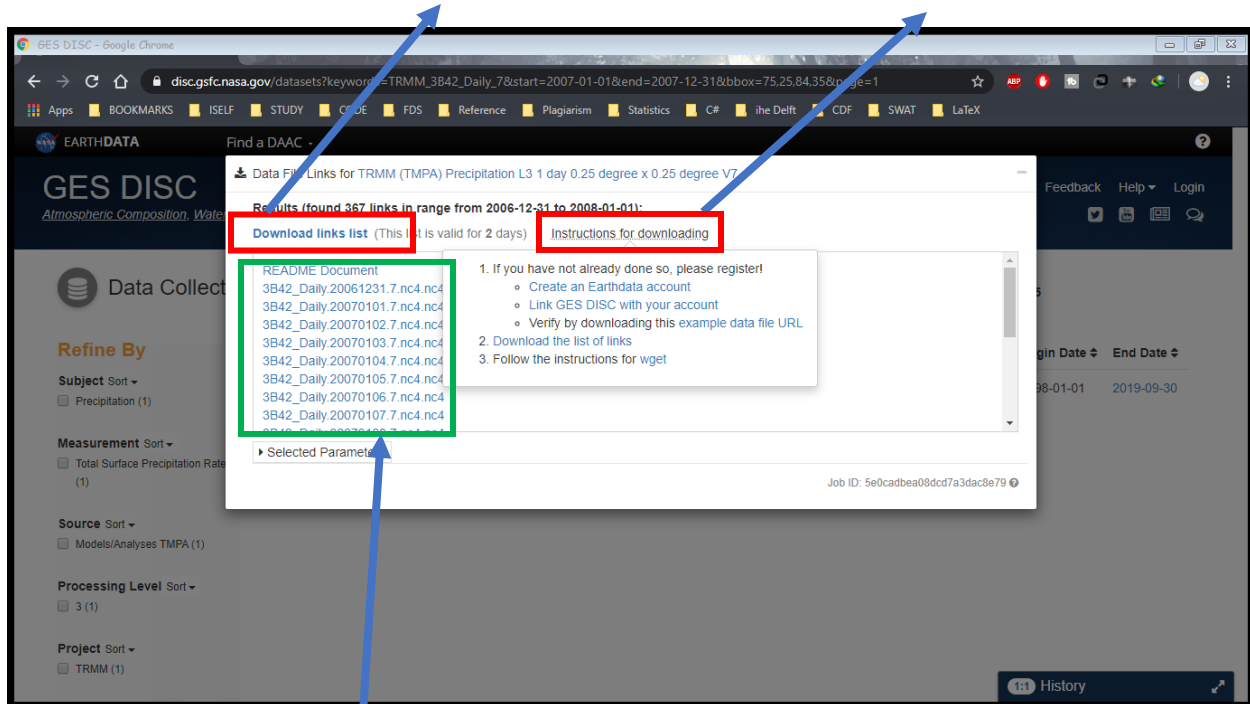 GES DISC - Google Chrome
disc.gsfc.nasa.gov/datasets?keyword=TRMM_3B42_Daily_7&start=2007-01-01&end=2007-12-31&bbox=75,25,84,35&page=1
ABP
Apps BOOKMARKS ISELF STUDY CODE FDS Reference Plagiarism Statistics C# ihe Delft CDF SWAT LaTeX
NASA EARTHDATA Find a DAAC
GES DISC
Atmospheric Composition, Wate
Feedback Help Login
Data File Links for TRMM (TMPA) Precipitation L3 1 day 0.25 degree x 0.25 degree V7
Results (found 367 links in range from 2006-12-31 to 2008-01-01):
Download links list (This list is valid for 2 days) Instructions for downloading
README Document
3B42_Daily.20061231.7.nc4.nc4
3B42_Daily.20070101.7.nc4.nc4
3B42_Daily.20070102.7.nc4.nc4
3B42_Daily.20070103.7.nc4.nc4
3B42_Daily.20070104.7.nc4.nc4
3B42_Daily.20070105.7.nc4.nc4
3B42_Daily.20070106.7.nc4.nc4
3B42_Daily.20070107.7.nc4.nc4
1. If you have not already done so, please register!
Create an Earthdata account
Link GES DISC with your account
Verify by downloading this example data file URL
2. Download the list of links
3. Follow the instructions for wget
Selected Paramete
Job ID: 5e0cadbea08dcd7a3dac8e79
Data Collect
Refine By
Subject Sort
Precipitation (1)
Measurement Sort
Total Surface Precipitation Rate
(1)
Source Sort
Models/Analyses TMPA (1)
Processing Level Sort
3 (1)
Project Sort
TRMM (1)
gin Date End Date
98-01-01 2019-09-30
1:1 History